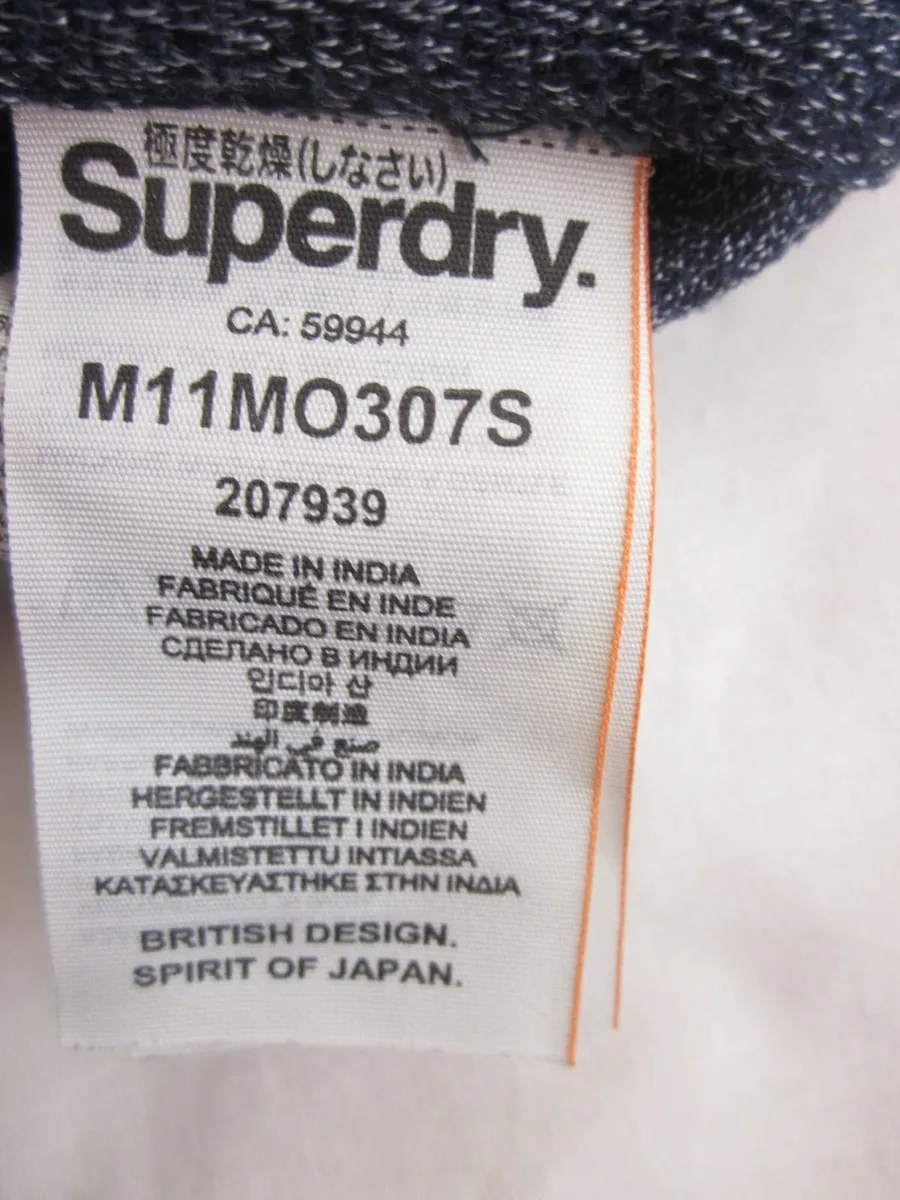 極度乾燥(しなさい)
Superdry.
CA: 59944
M11MO307S
207939
MADE IN INDIA
FABRIQUÉ EN INDE
FABRICADO EN INDIA
СДЕЛАНО В ИНДИИ
인디아 산
印度制造
صنع في الهند
FABBRICATO IN INDIA
HERGESTELLT IN INDIEN
FREMSTILLET I INDIEN
VALMISTETTU INTIASSA
ΚΑΤΑΣΚΕΥΑΣΤΗΚΕ ΣΤΗΝ ΙΝΔΙΑ
BRITISH DESIGN.
SPIRIT OF JAPAN.